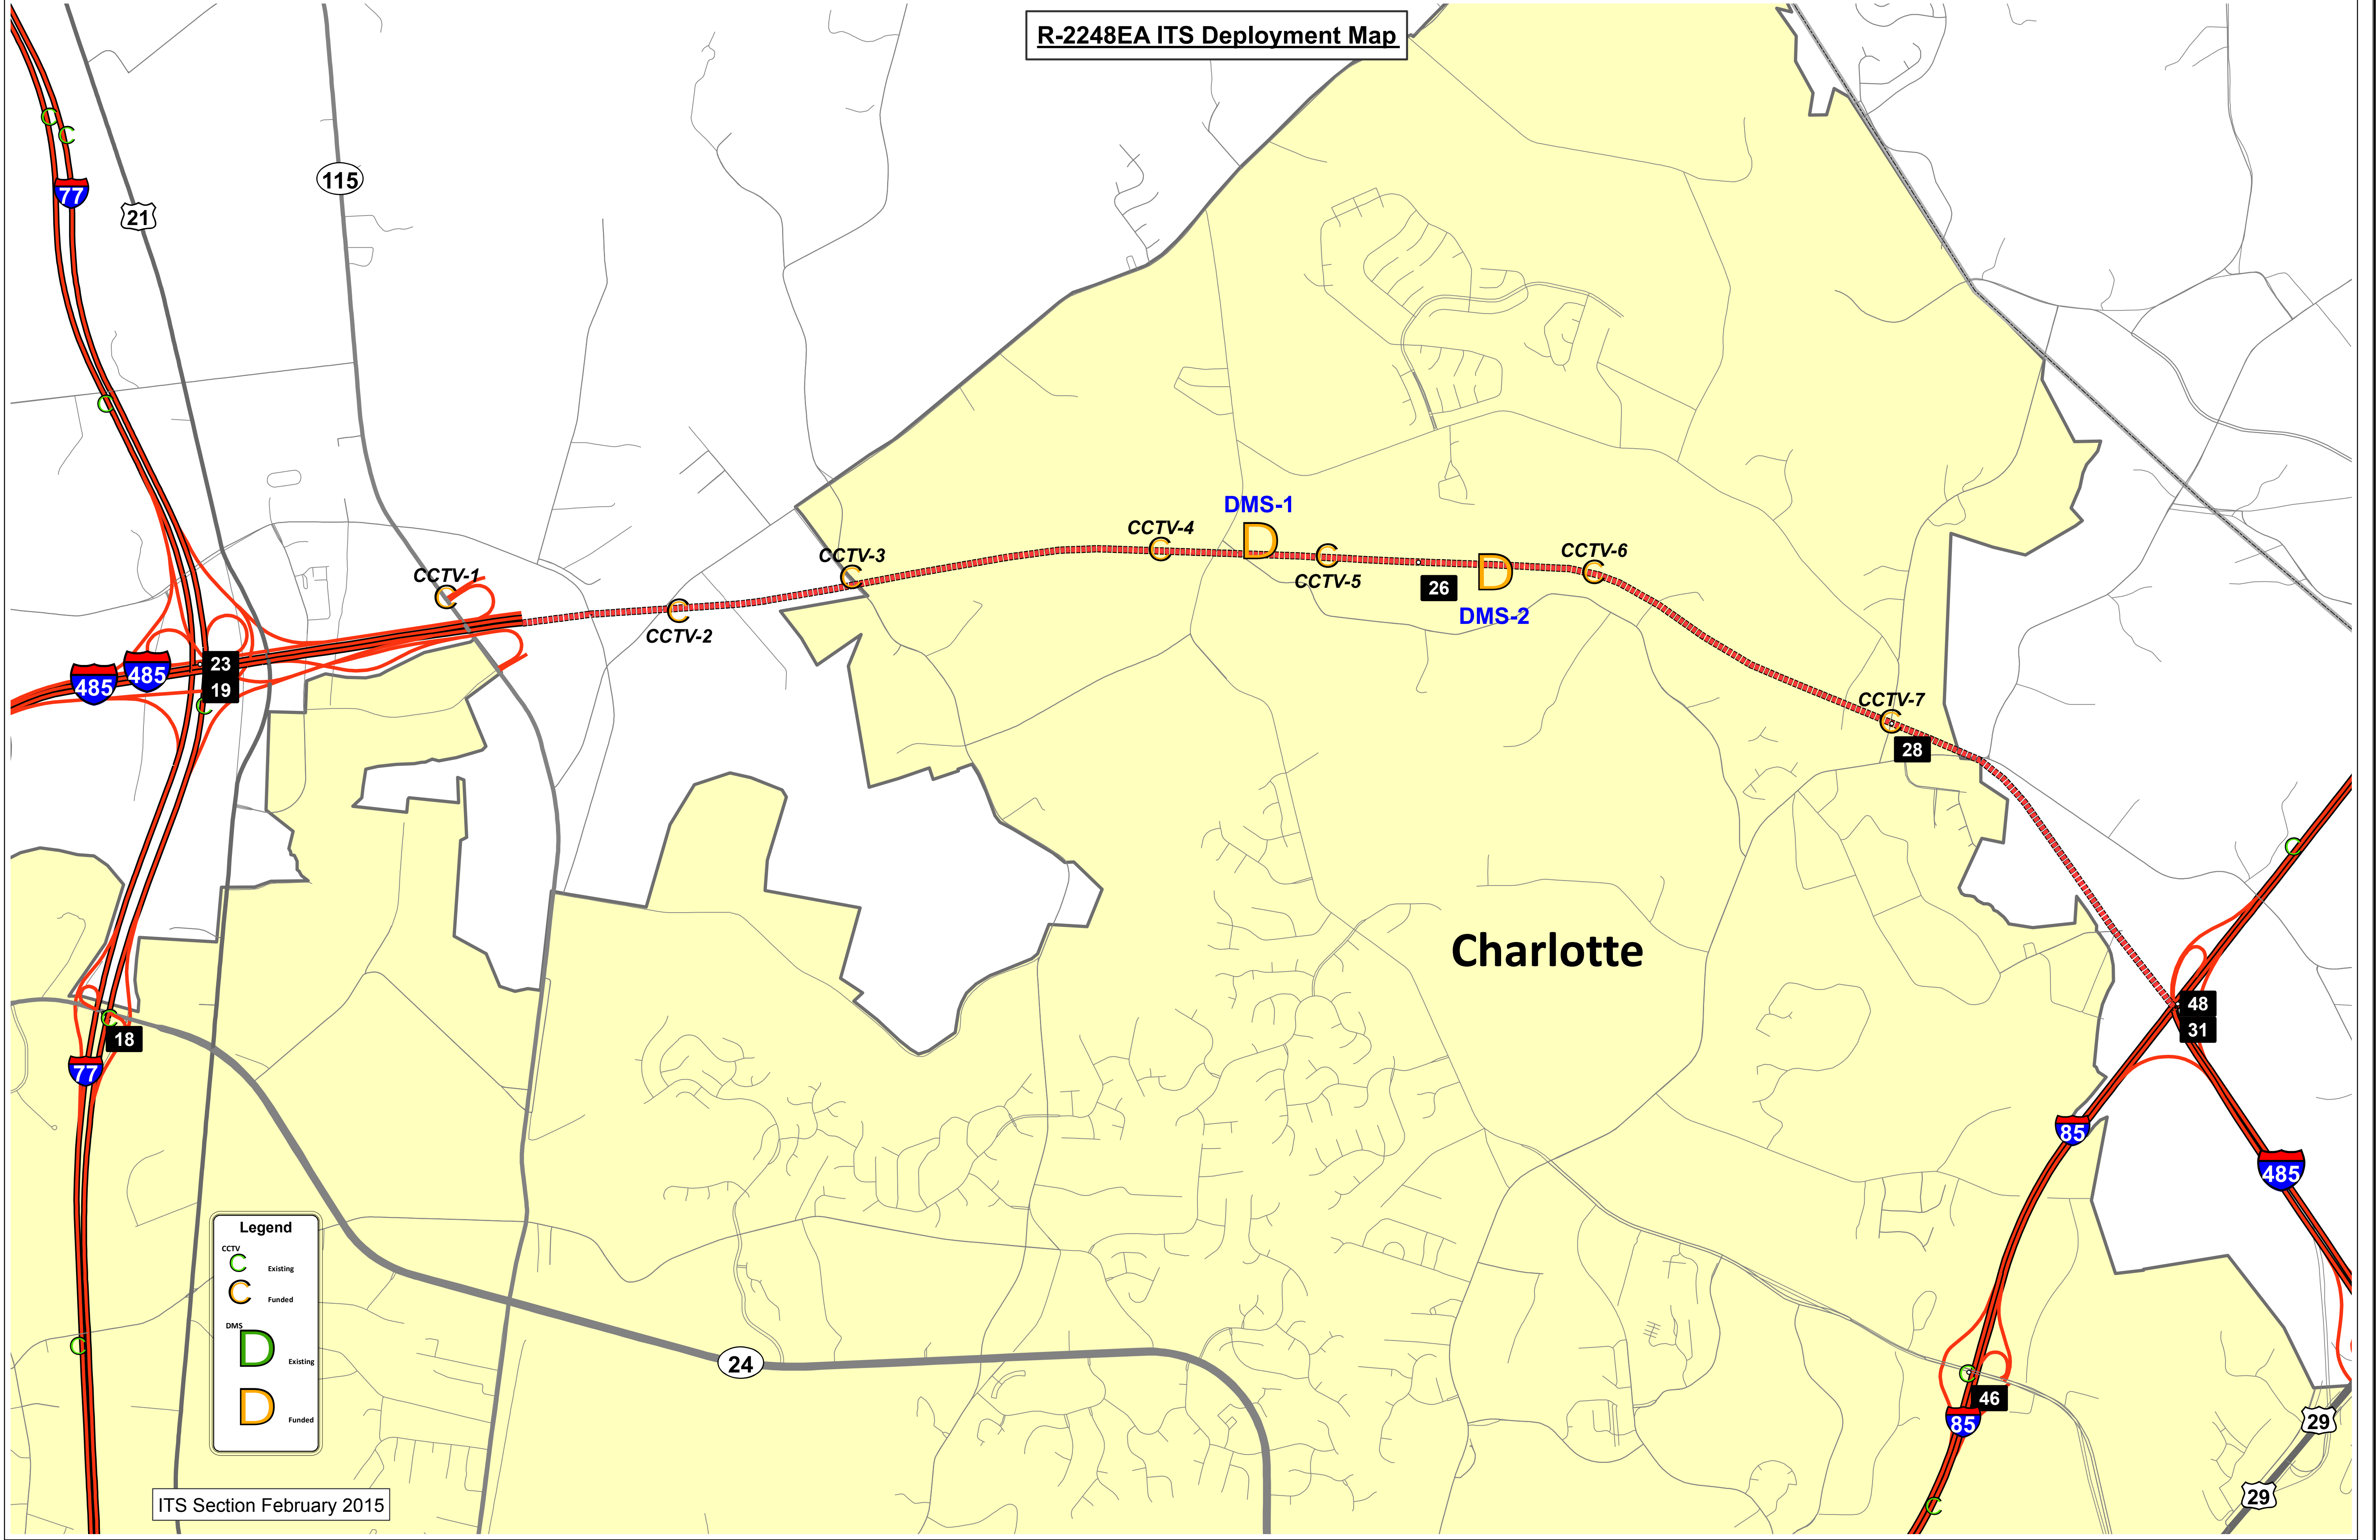 R-2248EA ITS Deployment Map
C
C
77
21
115
C
DMS-1
CCTV-4
D
C
CCTV-3
C
CCTV-5
C
CCTV-6
D
C
26
DMS-2
CCTV-1
C
C
CCTV-2
CCTV-7
C
28
485
485
23
19
C
C
Charlotte
48
31
C
18
77
85
485
Legend
CCTV
C
Existing
C
Funded
DMS
D
Existing
D
Funded
C
24
C
46
85
29
29
C
ITS Section February 2015